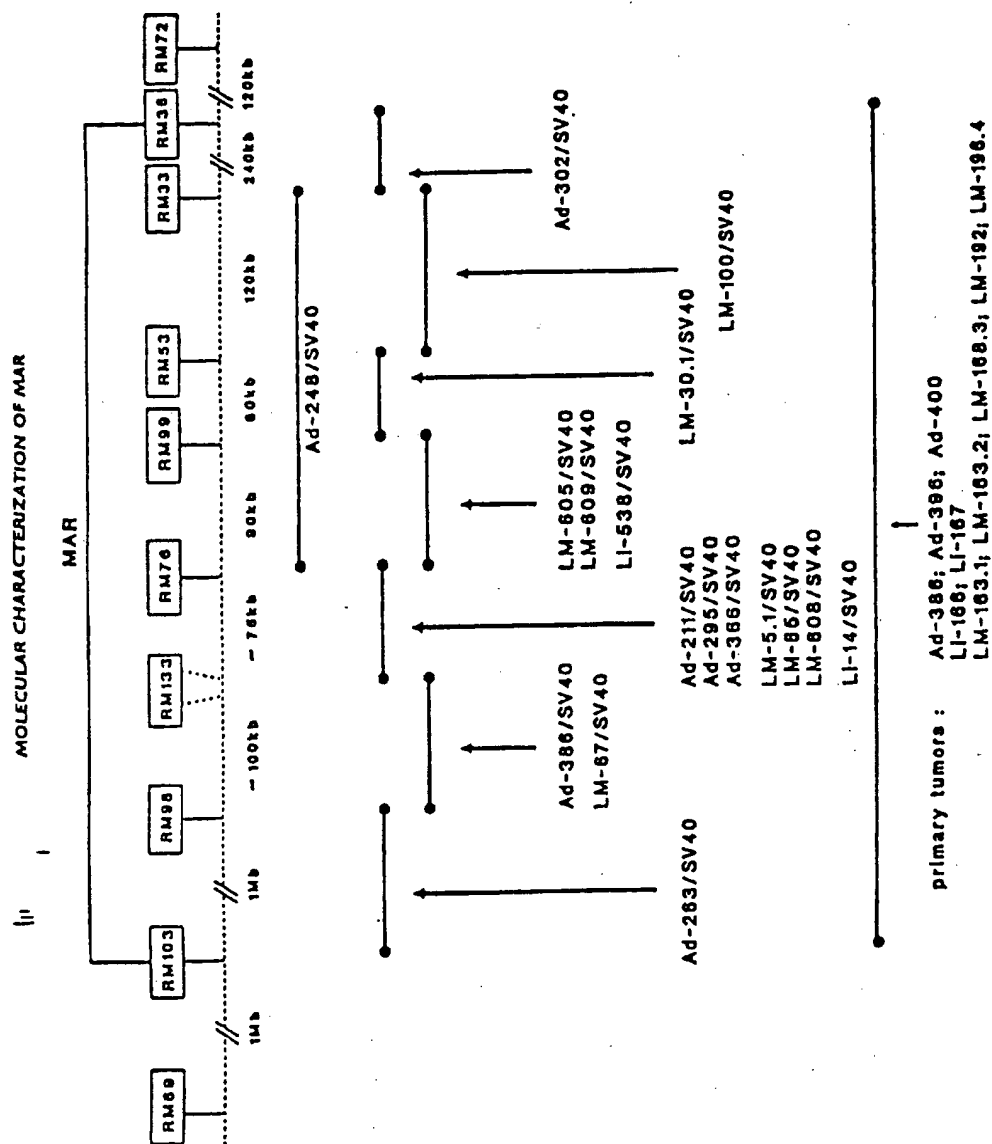 MOLECULAR CHARACTERIZATION OF MAR
MAR
RM69
RM103
RM98
RM133
RM76
RM99
RM53
RM33
RM36
RM72
1Mb
1Mb
~100kb
~76kb
90kb
60kb
120kb
240kb
120kb
Ad-248/SV40
Ad-263/SV40
Ad-386/SV40
LM-67/SV40
Ad-211/SV40
Ad-295/SV40
Ad-366/SV40
LM-5.1/SV40
LM-65/SV40
LM-608/SV40
LI-14/SV40
LM-605/SV40
LM-609/SV40
LI-538/SV40
LM-30.1/SV40
LM-100/SV40
Ad-302/SV40
primary tumors :
Ad-386; Ad-396; Ad-400
LI-166; LI-167
LM-163.1; LM-163.2; LM-168.3; LM-192; LM-196.4